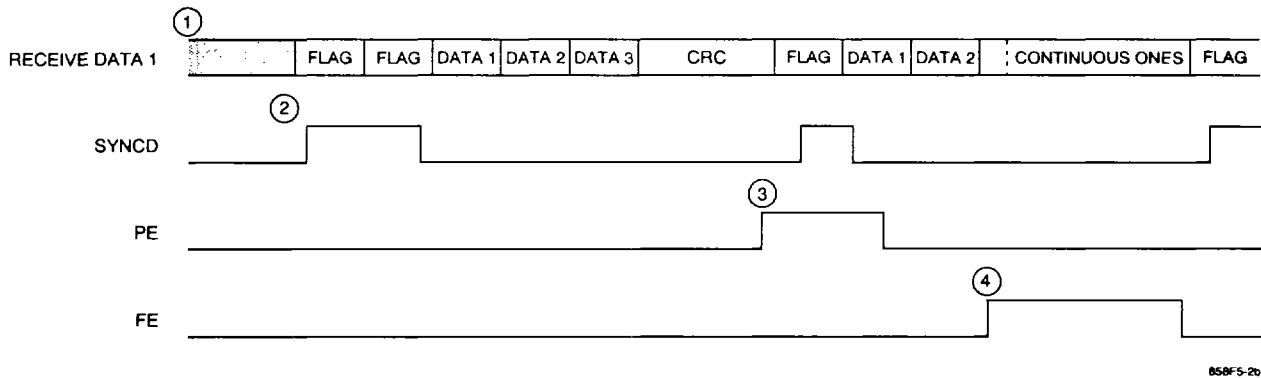 1
RECEIVE DATA 1 FLAG FLAG DATA 1 DATA 2 DATA 3 CRC FLAG DATA 1 DATA 2 CONTINUOUS ONES FLAG
2
SYNCD
3
PE
4
FE
858F5-2b